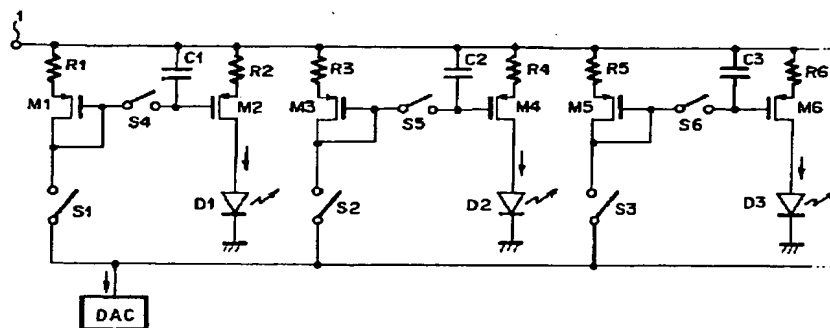 1
R1 C1 R2 R3 C2 R4 R5 C3 R6
M1 S4 M2 M3 S5 M4 M5 S6 M6
S1 D1 S2 D2 S3 D3
DAC